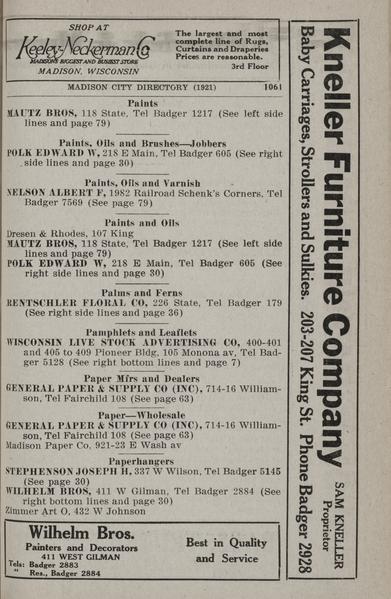 SHOP AT
Keeley-Neckerman Co
MADISON'S BIGGEST AND BUSIEST STORE
MADISON, WISCONSIN
The largest and most
complete line of Rugs,
Curtains and Draperies
Prices are reasonable.
3rd Floor
MADISON CITY DIRECTORY (1921) 1061
Paints
MAUTZ BROS, 118 State, Tel Badger 1217 (See left side
lines and page 79)
Paints, Oils and Brushes—Jobbers
POLK EDWARD W, 218 E Main, Tel Badger 605 (See right
side lines and page 30)
Paints, Oils and Varnish
NELSON ALBERT F, 1982 Railroad Schenk's Corners, Tel
Badger 7569 (See page 79)
Paints and Oils
Dresen & Rhodes, 107 King
MAUTZ BROS, 118 State, Tel Badger 1217 (See left side
lines and page 79)
POLK EDWARD W, 218 E Main, Tel Badger 605 (See
right side lines and page 30)
Palms and Ferns
RENTSCHLER FLORAL CO, 226 State, Tel Badger 179
(See right side lines and page 36)
Pamphlets and Leaflets
WISCONSIN LIVE STOCK ADVERTISING CO, 400-401
and 405 to 409 Pioneer Bldg, 105 Monona av, Tel Bad-
ger 5128 (See right bottom lines and page 7)
Paper Mfrs and Dealers
GENERAL PAPER & SUPPLY CO (INC), 714-16 William-
son, Tel Fairchild 108 (See page 63)
Paper—Wholesale
GENERAL PAPER & SUPPLY CO (INC), 714-16 William-
son, Tel Fairchild 108 (See page 63)
Madison Paper Co, 921-23 E Wash av
Paperhangers
STEPHENSON JOSEPH H, 337 W Wilson, Tel Badger 5145
(See page 30)
WILHELM BROS, 411 W Gilman, Tel Badger 2884 (See
right bottom lines and page 30)
Zimmer Art O, 432 W Johnson
Wilhelm Bros.
Painters and Decorators
411 WEST GILMAN
Tels: Badger 2883
" Res., Badger 2884
Best in Quality
and Service
Kneller Furniture Company
SAM KNELLER
Proprietor
Baby Carriages, Strollers and Sulkies. 203-207 King St. Phone Badger 2928